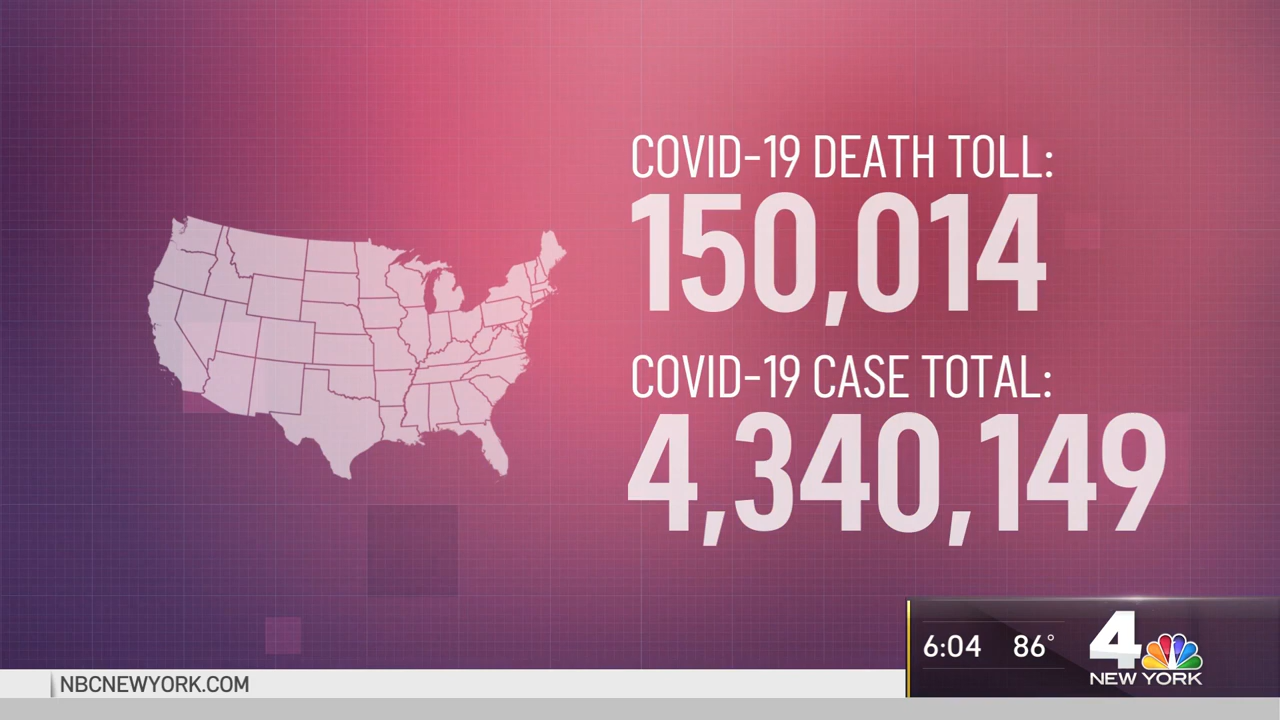 COVID-19 DEATH TOLL:
150,014
COVID-19 CASE TOTAL:
4,340,149
6:04 86°
4
NEW YORK
NBCNEWYORK.COM